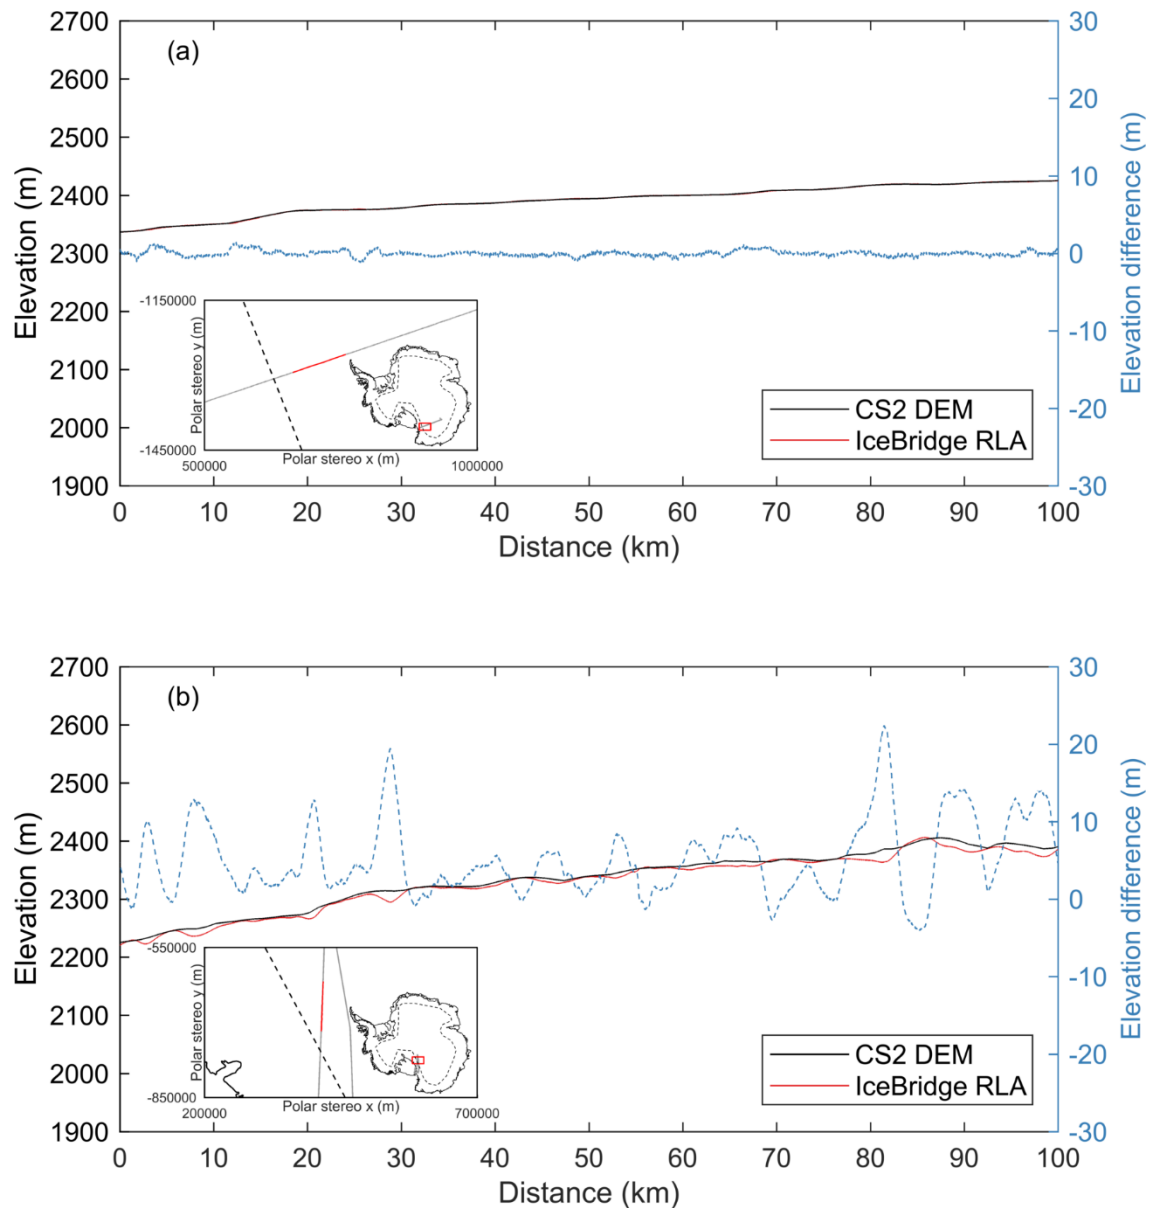 (a)
Elevation (m)
2700
2600
2500
2400
2300
2200
2100
2000
1900
30
20
10
0
-10
-20
-30
Elevation difference (m)
-1150000
Polar stereo y (m)
-1450000
500000
Polar stereo x (m)
1000000
CS2 DEM
IceBridge RLA
0 10 20 30 40 50 60 70 80 90 100
Distance (km)
(b)
Elevation (m)
2700
2600
2500
2400
2300
2200
2100
2000
1900
30
20
10
0
-10
-20
-30
Elevation difference (m)
-550000
Polar stereo y (m)
-850000
200000
Polar stereo x (m)
700000
CS2 DEM
IceBridge RLA
0 10 20 30 40 50 60 70 80 90 100
Distance (km)